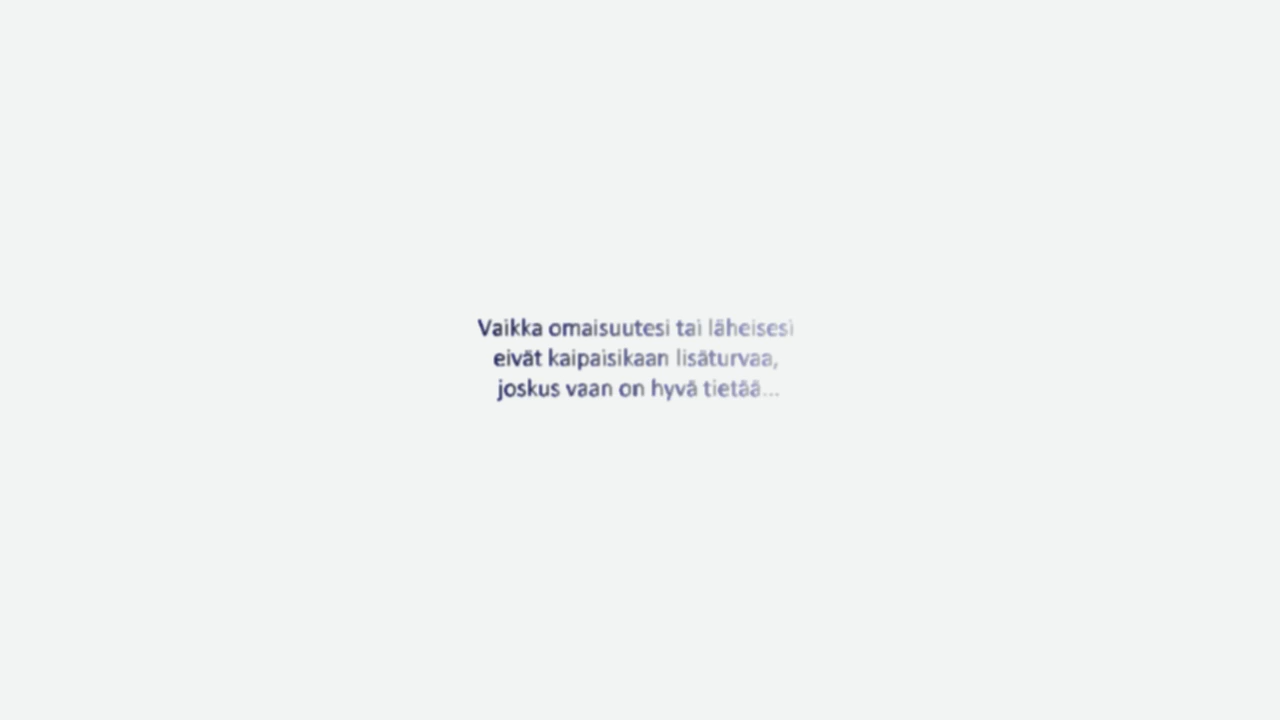 Vaikka omaisuutesi tai läheisesi
eivät kaipaisikaan lisäturvaa,
joskus vaan on hyvä tietää...